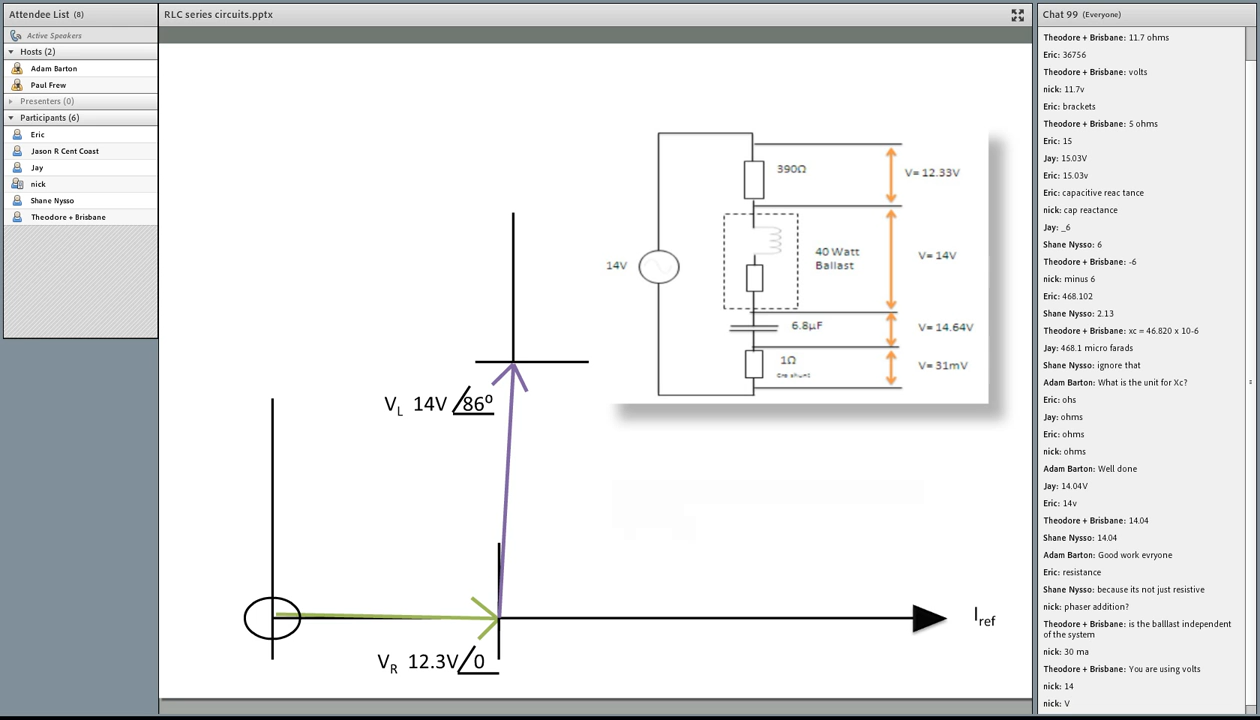 Attendee List (8)
Active Speakers
Hosts (2)
Adam Barton
Paul Frew
Presenters (0)
Participants (6)
Eric
Jason R Cent Coast
Jay
nick
Shane Nysso
Theodore + Brisbane
RLC series circuits.pptx
390Ω
V= 12.33V
14V
40 Watt
Ballast
V= 14V
6.8μF
V= 14.64V
1Ω
V= 31mV
VL 14V 86º
VR 12.3V 0
Iref
Chat 99 (Everyone)
Theodore + Brisbane: 11.7 ohms
Eric: 36756
Theodore + Brisbane: volts
nick: 11.7v
Eric: brackets
Theodore + Brisbane: 5 ohms
Eric: 15
Jay: 15.03V
Eric: 15.03v
Eric: capacitive reac tance
nick: cap reactance
Jay: _6
Shane Nysso: 6
Theodore + Brisbane: -6
nick: minus 6
Eric: 468.102
Shane Nysso: 2.13
Theodore + Brisbane: xc = 46.820 x 10-6
Jay: 468.1 micro farads
Shane Nysso: ignore that
Adam Barton: What is the unit for Xc?
Eric: ohs
Jay: ohms
Eric: ohms
nick: ohms
Adam Barton: Well done
Jay: 14.04V
Eric: 14v
Theodore + Brisbane: 14.04
Shane Nysso: 14.04
Adam Barton: Good work evryone
Eric: resistance
Shane Nysso: because its not just resistive
nick: phaser addition?
Theodore + Brisbane: is the balllast independent
of the system
nick: 30 ma
Theodore + Brisbane: You are using volts
nick: 14
nick: V